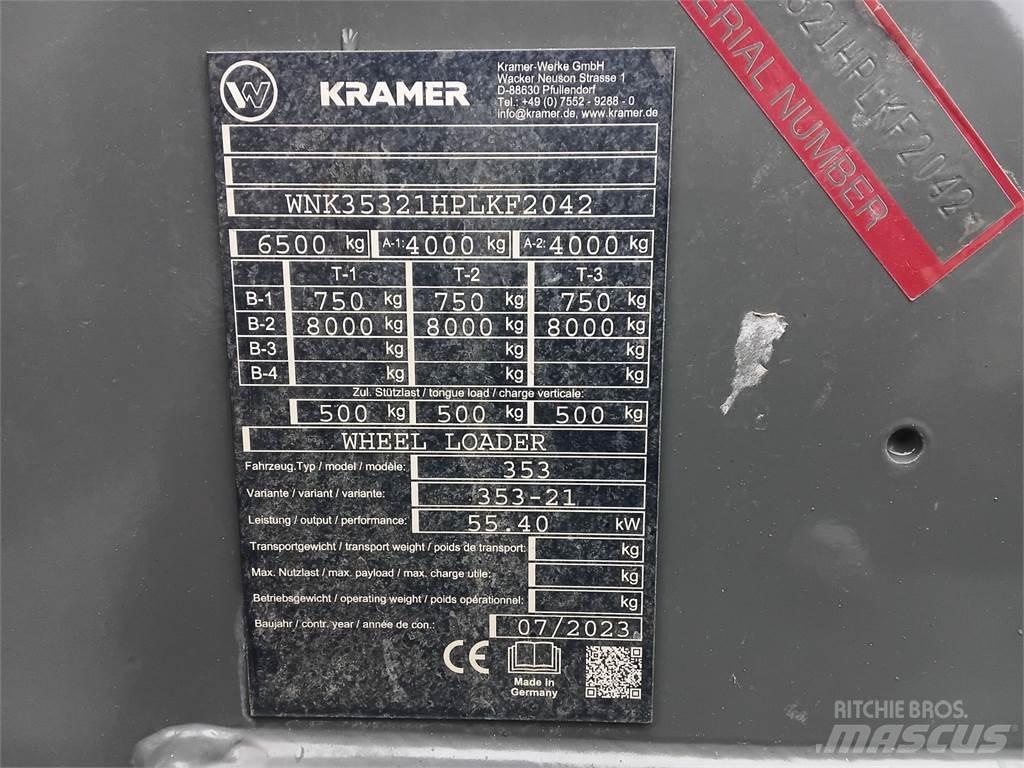 KRAMER
Kramer-Werke GmbH
Wacker Neuson Strasse 1
D-88630 Pfullendorf
Tel.: +49 (0) 7552 - 9288 - 0
info@kramer.de, www.kramer.de
WNK35321HPLKF2042
6500 kg A-1: 4000 kg A-2: 4000 kg
T-1 T-2 T-3
B-1 750 kg 750 kg 750 kg
B-2 8000 kg 8000 kg 8000 kg
B-3 kg kg kg
B-4 kg kg kg
Zul. Stützlast / tongue load / charge verticale:
500 kg 500 kg 500 kg
WHEEL LOADER
Fahrzeug.Typ / model / modèle: 353
Variante / variant / variante: 353-21
Leistung / output / performance: 55.40 kW
Transportgewicht / transport weight / poids de transport: kg
Max. Nutzlast / max. payload / max. charge utile: kg
Betriebsgewicht / operating weight / poids opérationnel: kg
Baujahr / contr. year / année de con.: 07/2023
CE
Made in
Germany
321HPLKF2042
ERIAL NUMBER
RITCHIE BROS.
MASCUS